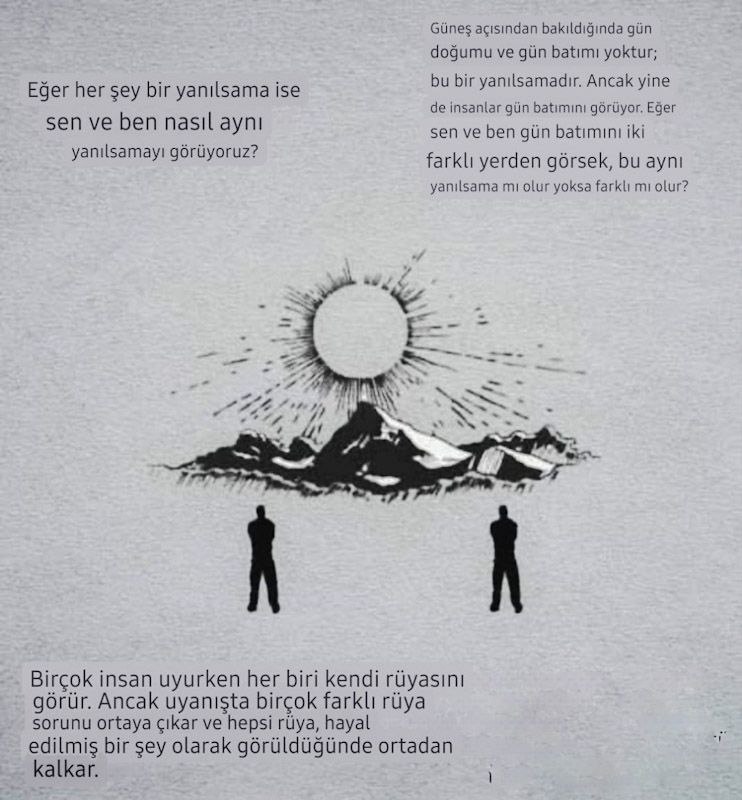 Eğer her şey bir yanılsama ise
sen ve ben nasıl aynı
yanılsamayı görüyoruz?
Güneş açısından bakıldığında gün
doğumu ve gün batımı yoktur;
bu bir yanılsamadır. Ancak yine
de insanlar gün batımını görüyor. Eğer
sen ve ben gün batımını iki
farklı yerden görsek, bu aynı
yanılsama mı olur yoksa farklı mı olur?
Birçok insan uyurken her biri kendi rüyasını
görür. Ancak uyanışta birçok farklı rüya
sorunu ortaya çıkar ve hepsi rüya, hayal
edilmiş bir şey olarak görüldüğünde ortadan
kalkar.